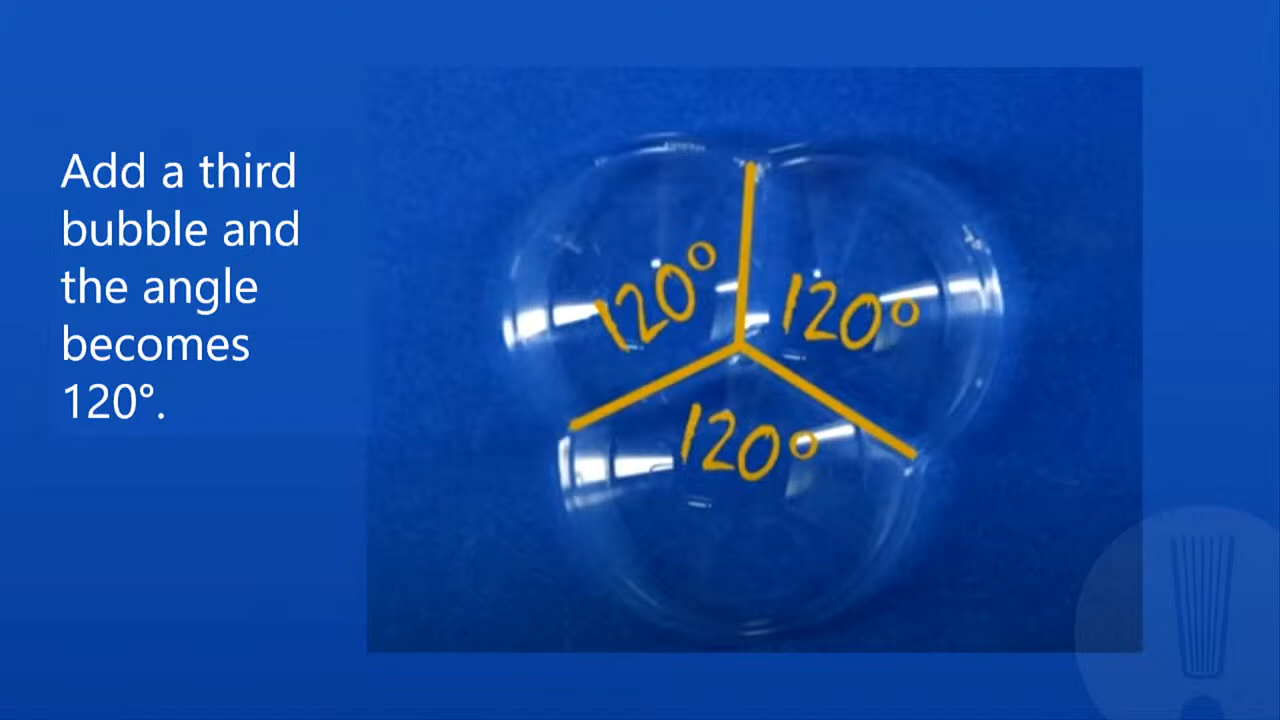 Add a third
bubble and
the angle
becomes
120°.
120°
120°
120°